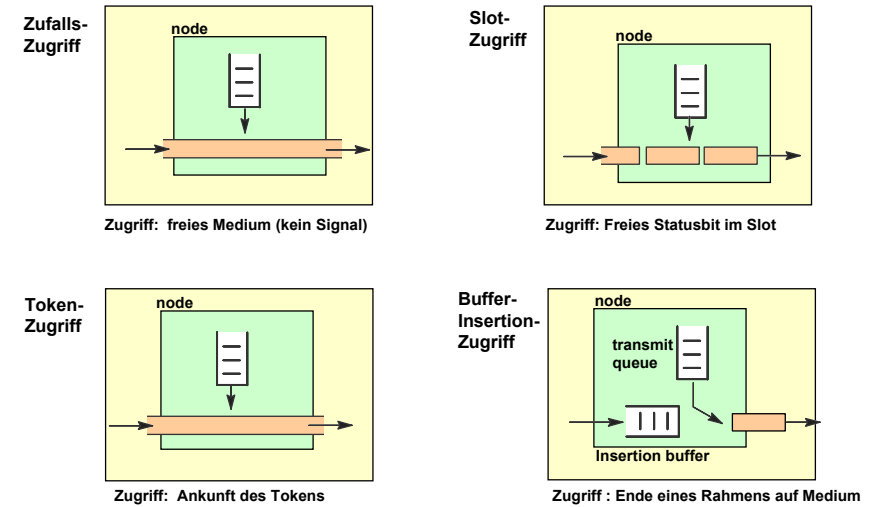 Zufalls-
Zugriff
node
Zugriff:  freies Medium (kein Signal)
Slot-
Zugriff
node
Zugriff: Freies Statusbit im Slot
Token-
Zugriff
node
Zugriff:  Ankunft des Tokens
Buffer-
Insertion-
Zugriff
node
transmit
queue
Insertion buffer
Zugriff : Ende eines Rahmens auf Medium